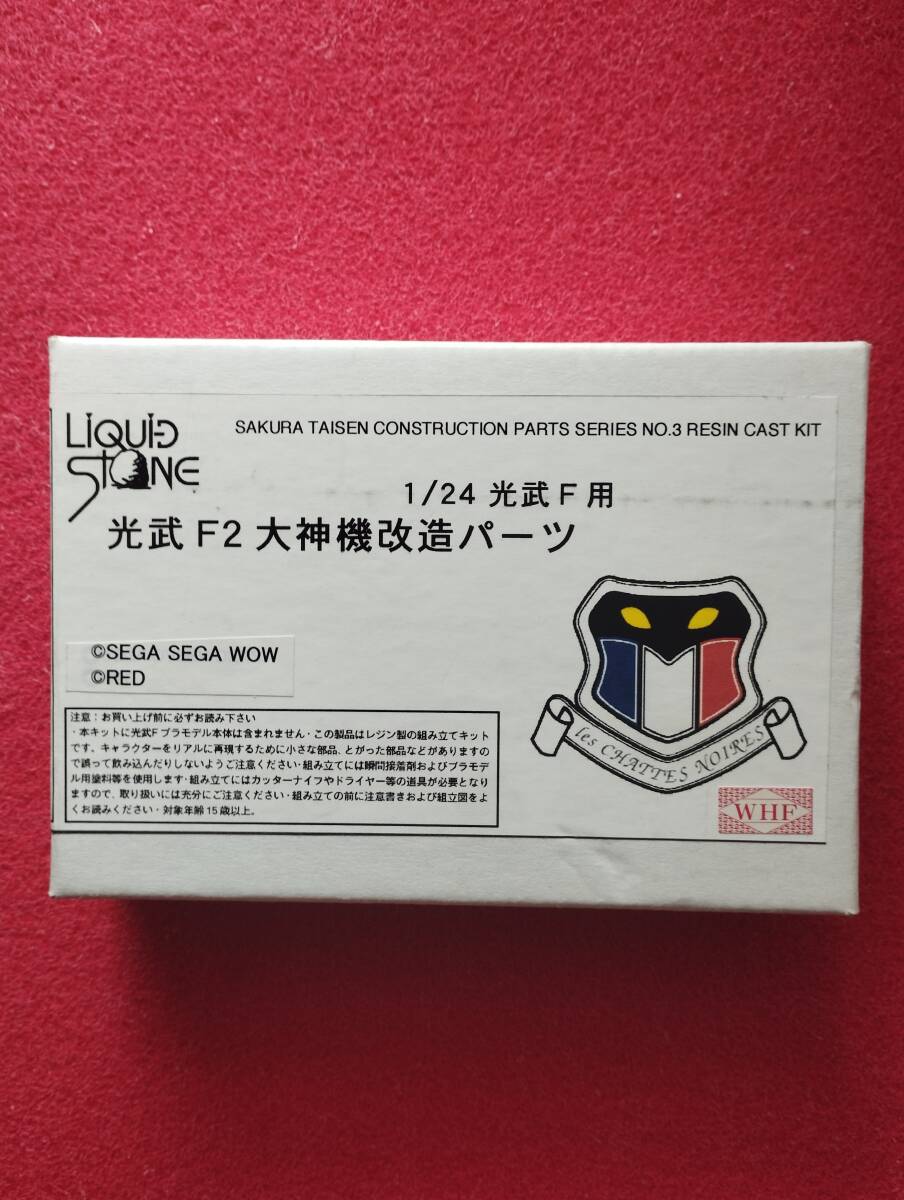 LIQUID STONE
SAKURA TAISEN CONSTRUCTION PARTS SERIES NO.3 RESIN CAST KIT
1/24 光武F用
光武F2大神機改造パーツ
©SEGA SEGA WOW
©RED
注意:お買い上げ前に必ずお読み下さい
・本キットに光武Fプラモデル本体は含まれません・この製品はレジン製の組み立てキット
です。キャラクターをリアルに再現するために小さな部品、とがった部品などがありますの
で誤って飲み込んだりしないようご注意ください・組み立てには瞬間接着剤およびプラモデ
ル用塗料等を使用します・組み立てにはカッターナイフやドライヤー等の道具が必要となり
ますので、取り扱いには充分にご注意ください・組み立ての前に注意書きおよび組立図をよ
くお読みください・対象年齢15歳以上。
les CHATTES NOIRES
WHF